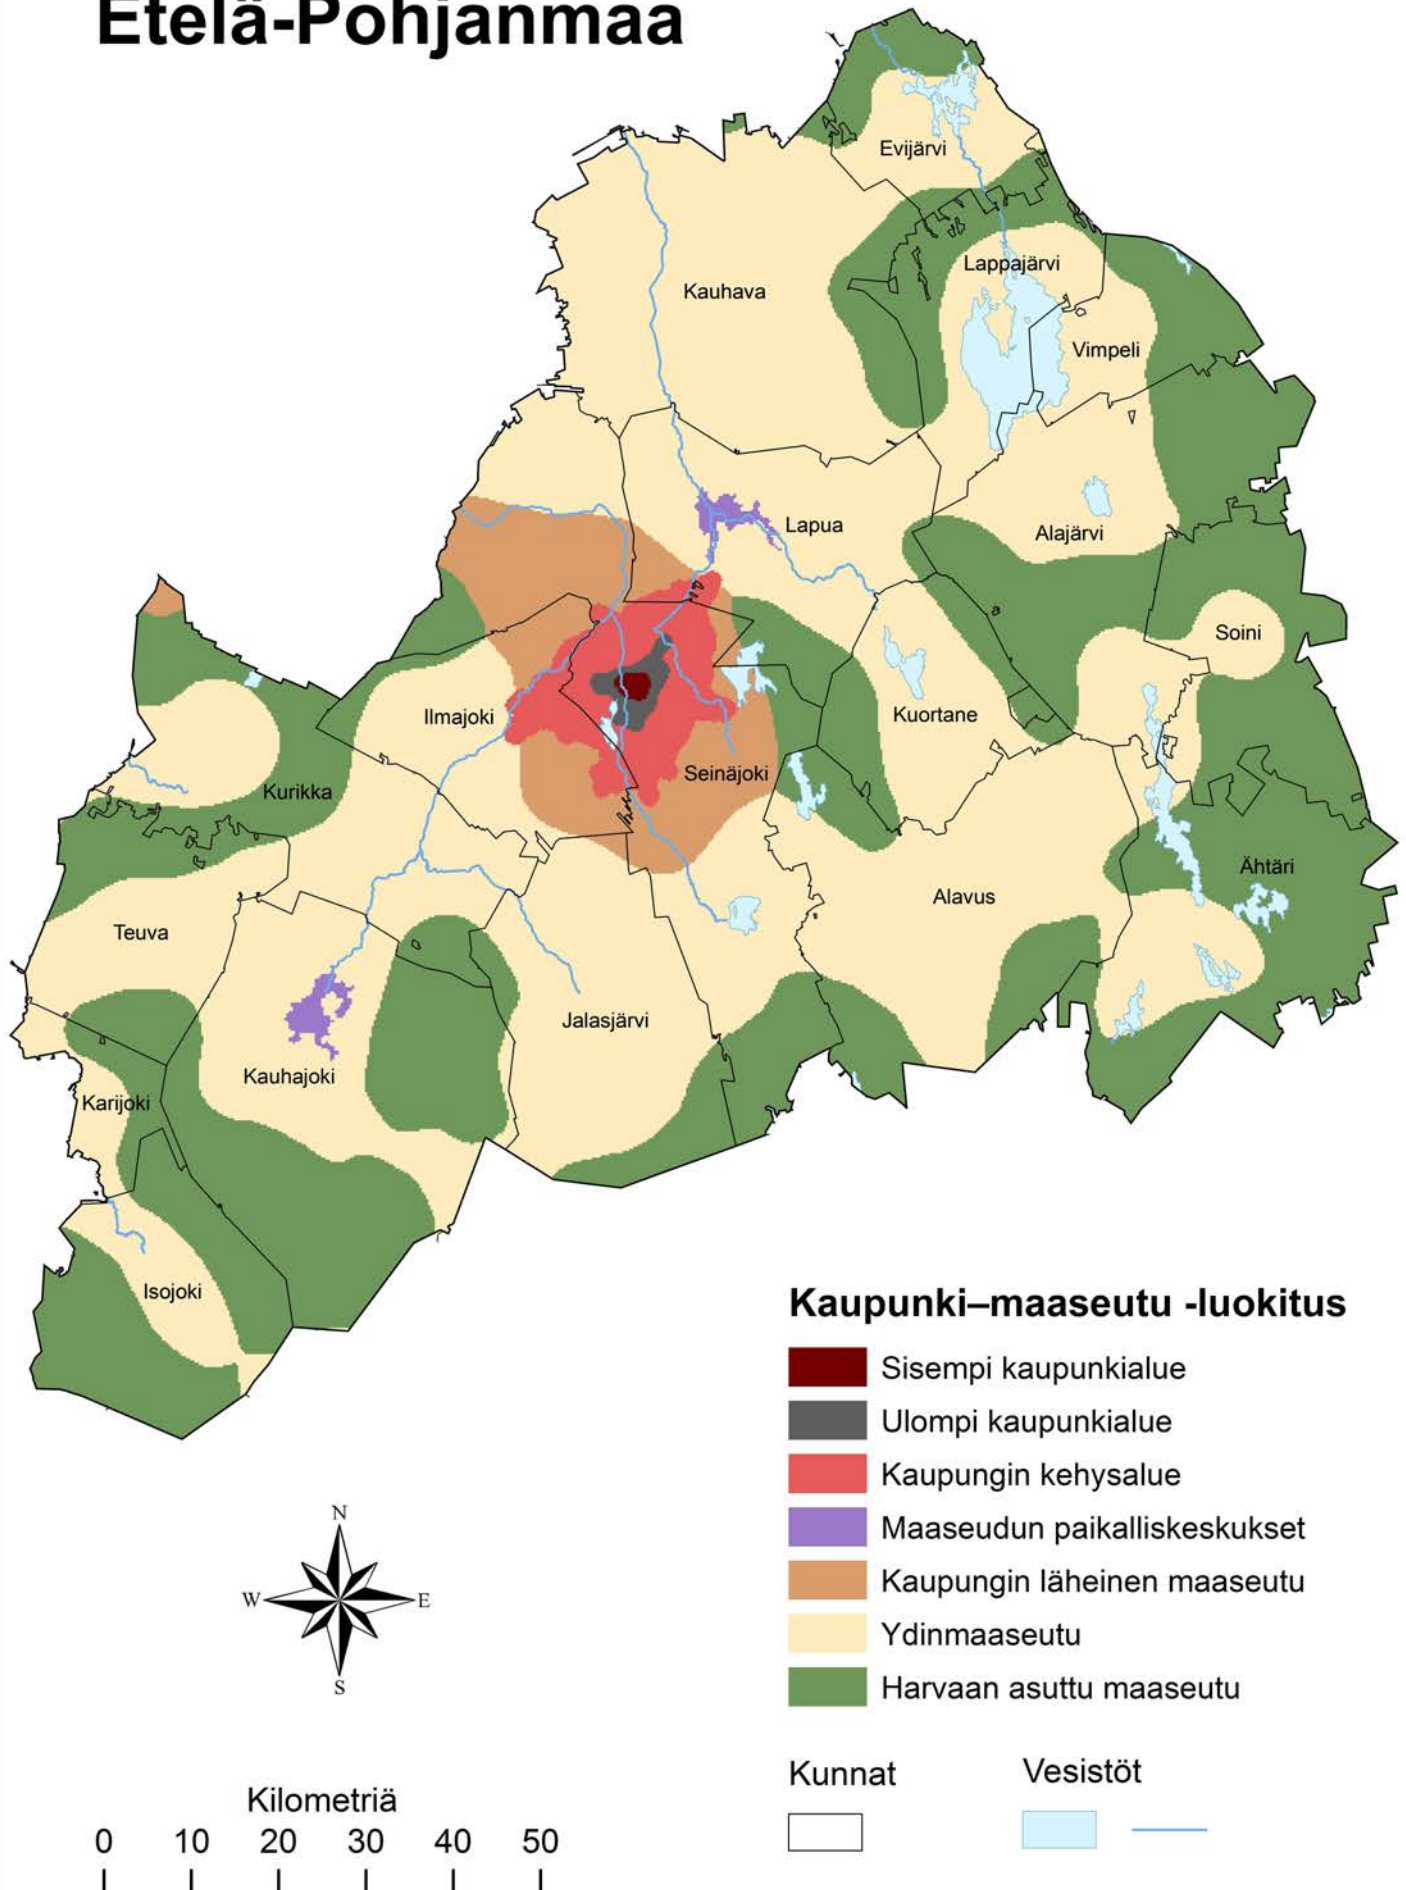 Etelä-Pohjanmaa
Evijärvi
Lappajärvi
Kauhava
Vimpeli
Lapua
Alajärvi
Soini
Ilmajoki
Kuortane
Seinäjoki
Kurikka
Ähtäri
Alavus
Teuva
Jalasjärvi
Kauhajoki
Karijoki
Isojoki
Kaupunki–maaseutu -luokitus
Sisempi kaupunkialue
Ulompi kaupunkialue
Kaupungin kehysalue
Maaseudun paikalliskeskukset
Kaupungin läheinen maaseutu
Ydinmaaseutu
Harvaan asuttu maaseutu
Kunnat Vesistöt
N
W E
S
Kilometriä
0 10 20 30 40 50